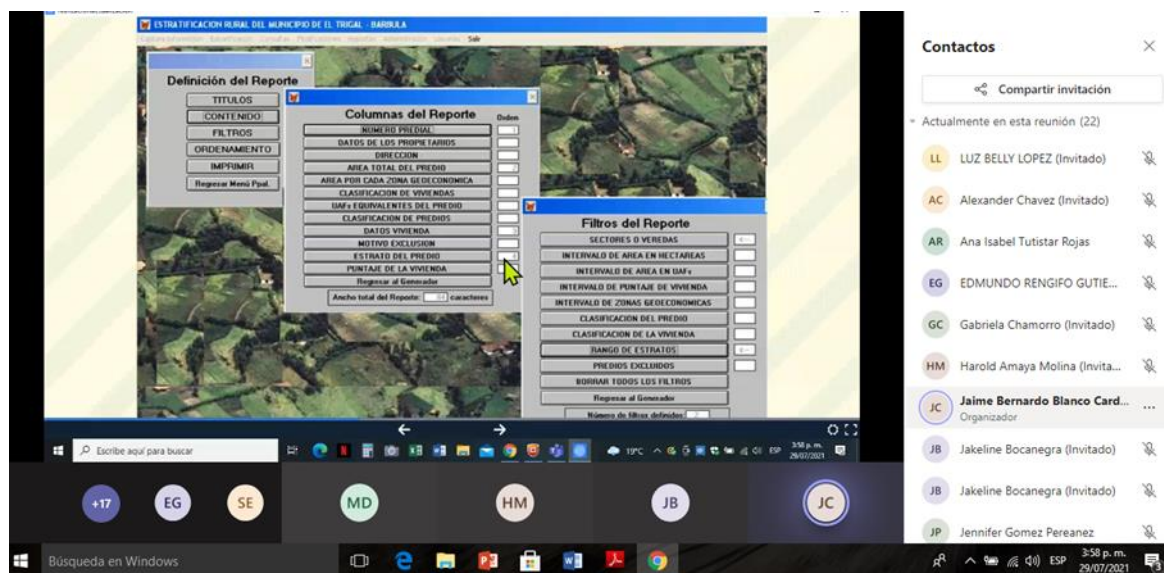 ESTRATIFICACION RURAL DEL MUNICIPIO DE EL TRIGAL - BARBULA
Salir
Definición del Reporte
TITULOS
CONTENIDO
FILTROS
ORDENAMIENTO
IMPRIMIR
Regresar Menú Ppal.
Columnas del Reporte
Orden
NUMERO PREDIAL 1
DATOS DE LOS PROPIETARIOS
DIRECCION
AREA TOTAL DEL PREDIO 2
AREA POR CADA ZONA GEOECONOMICA
CLASIFICACION DE VIVIENDAS
UAFs EQUIVALENTES DEL PREDIO
CLASIFICACION DE PREDIOS
DATOS VIVIENDA 3
MOTIVO EXCLUSION
ESTRATO DEL PREDIO 4
PUNTAJE DE LA VIVIENDA
Regresar al Generador
Ancho total del Reporte: 84 caracteres
Filtros del Reporte
SECTORES O VEREDAS <--
INTERVALO DE AREA EN HECTAREAS
INTERVALO DE AREA EN UAFs
INTERVALO DE PUNTAJE DE VIVIENDA
INTERVALO DE ZONAS GEOECONOMICAS
CLASIFICACION DEL PREDIO
CLASIFICACION DE LA VIVIENDA
RANGO DE ESTRATOS <--
PREDIOS EXCLUIDOS
BORRAR TODOS LOS FILTROS
Regresar al Generador
Número de filtros definidos: 2
Escribe aquí para buscar
19°C
ESP
3:58 p. m.
29/07/2021
+17
EG
SE
MD
HM
JB
JC
Contactos
Compartir invitación
Actualmente en esta reunión (22)
LL LUZ BELLY LOPEZ (Invitado)
AC Alexander Chavez (Invitado)
AR Ana Isabel Tutistar Rojas
EG EDMUNDO RENGIFO GUTIE...
GC Gabriela Chamorro (Invitado)
HM Harold Amaya Molina (Invita...
JC Jaime Bernardo Blanco Card...
Organizador
JB Jakeline Bocanegra (Invitado)
JB Jakeline Bocanegra (Invitado)
JP Jennifer Gomez Pereanez
Búsqueda en Windows
ESP
3:58 p. m.
29/07/2021